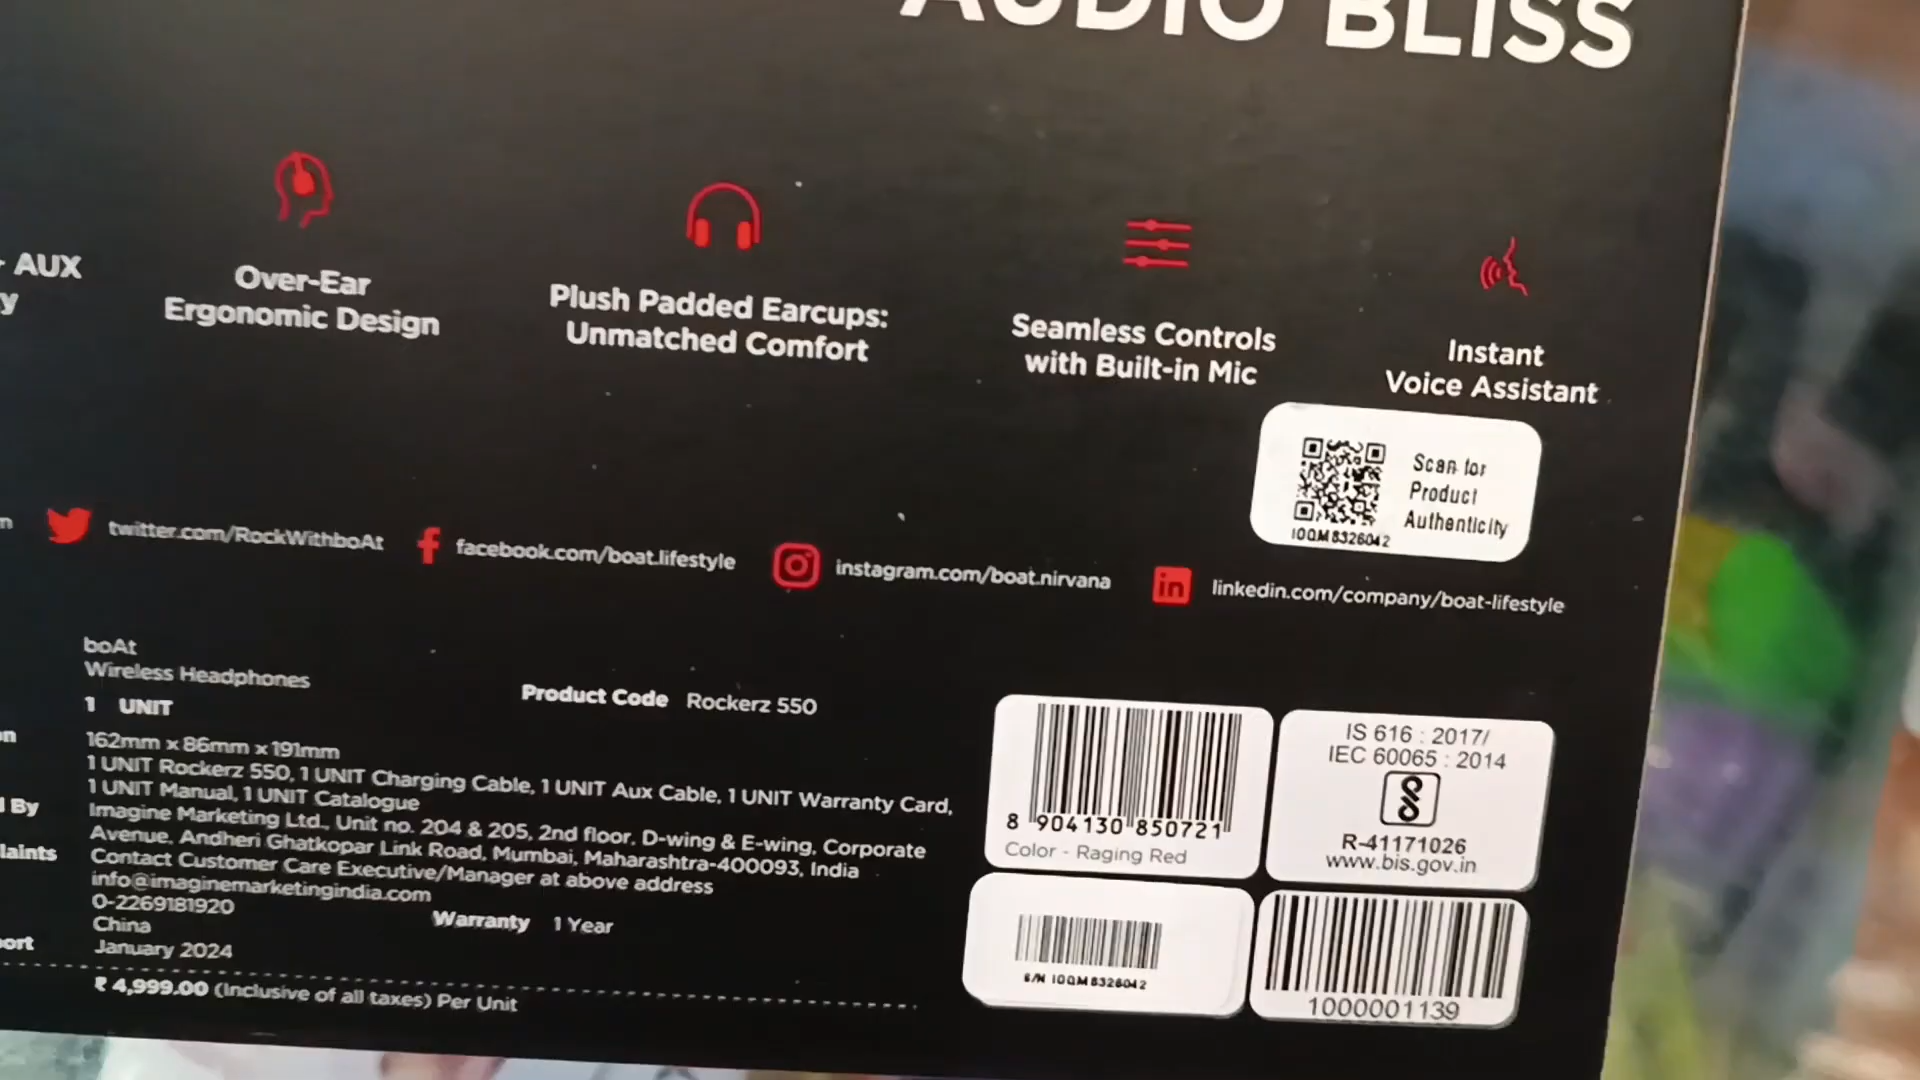 AUDIO BLISS
AUX
y
Over-Ear
Ergonomic Design
Plush Padded Earcups:
Unmatched Comfort
Seamless Controls
with Built-in Mic
Instant
Voice Assistant
Scan for
Product
Authenticity
IOQM8326042
twitter.com/RockWithboAt
facebook.com/boat.lifestyle
instagram.com/boat.nirvana
linkedin.com/company/boat-lifestyle
boAt
Wireless Headphones
1 UNIT
Product Code Rockerz 550
162mm x 86mm x 191mm
1 UNIT Rockerz 550, 1 UNIT Charging Cable, 1 UNIT Aux Cable, 1 UNIT Warranty Card,
1 UNIT Manual, 1 UNIT Catalogue
By
Imagine Marketing Ltd., Unit no. 204 & 205, 2nd floor, D-wing & E-wing, Corporate
Avenue, Andheri Ghatkopar Link Road, Mumbai, Maharashtra-400093, India
laints
Contact Customer Care Executive/Manager at above address
info@imaginemarketingindia.com
0-2269181920
China
Warranty 1 Year
ort
January 2024
₹ 4,999.00 (Inclusive of all taxes) Per Unit
8 904130 850721
Color - Raging Red
IS 616 : 2017/
IEC 60065 : 2014
R-41171026
www.bis.gov.in
S/N IOQM8326042
1000001139